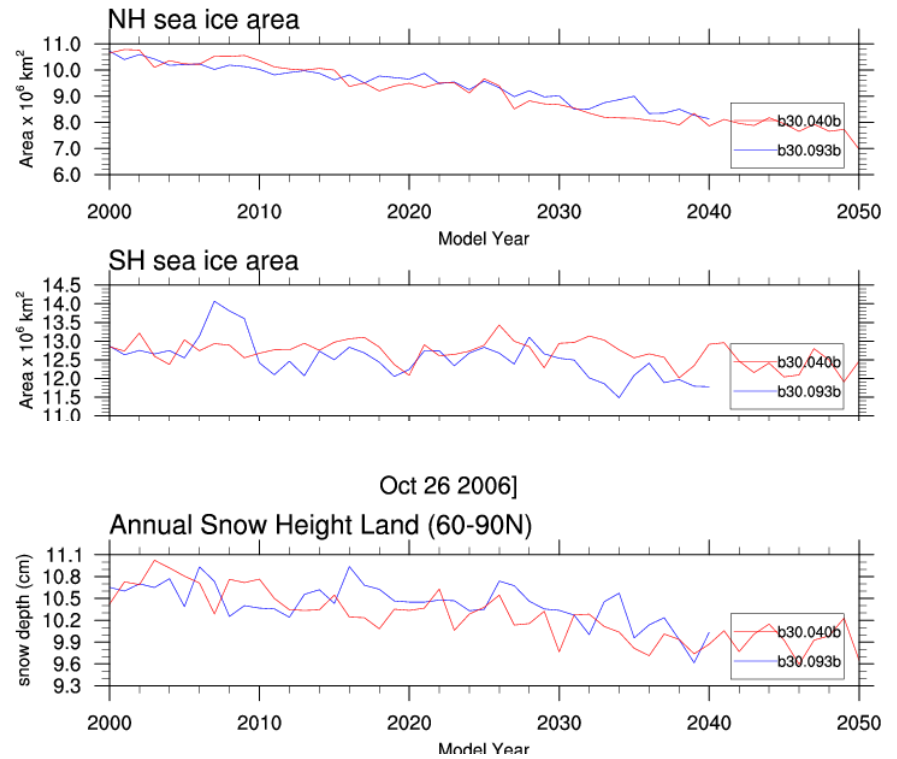 NH sea ice area
Area x 10⁶ km²
11.0
10.0
9.0
8.0
7.0
6.0
b30.040b
b30.093b
2000 2010 2020 2030 2040 2050
Model Year
SH sea ice area
Area x 10⁶ km²
14.5
14.0
13.5
13.0
12.5
12.0
11.5
11.0
b30.040b
b30.093b
Oct 26 2006]
Annual Snow Height Land (60-90N)
snow depth (cm)
11.1
10.8
10.5
10.2
9.9
9.6
9.3
b30.040b
b30.093b
2000 2010 2020 2030 2040 2050
Model Year